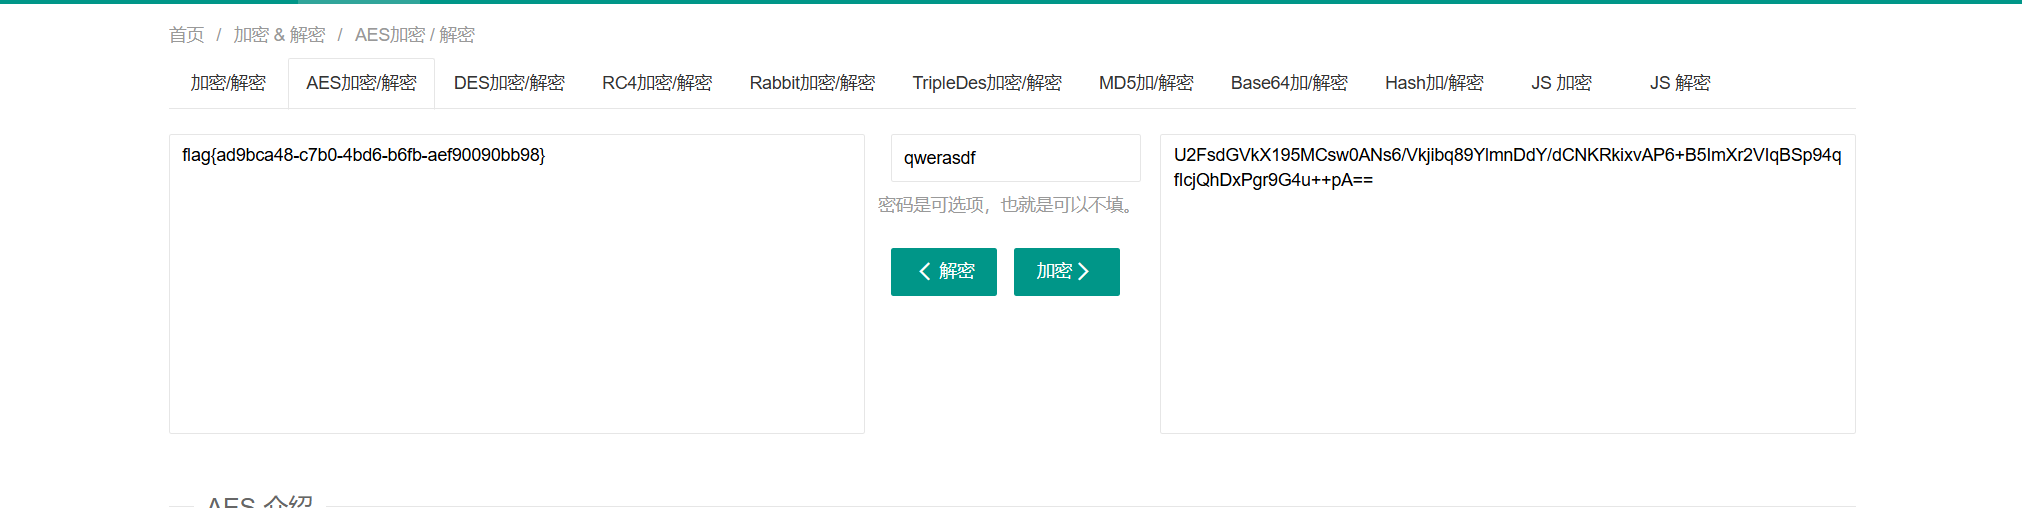 首页 / 加密 & 解密 / AES加密 / 解密
加密/解密 AES加密/解密 DES加密/解密 RC4加密/解密 Rabbit加密/解密 TripleDes加密/解密 MD5加/解密 Base64加/解密 Hash加/解密 JS 加密 JS 解密
flag{ad9bca48-c7b0-4bd6-b6fb-aef90090bb98}
qwerasdf
密码是可选项，也就是可以不填。
解密 加密
U2FsdGVkX195MCsw0ANs6/Vkjibq89YlmnDdY/dCNKRkixvAP6+B5ImXr2VIqBSp94q
fIcjQhDxPgr9G4u++pA==
AES 介绍